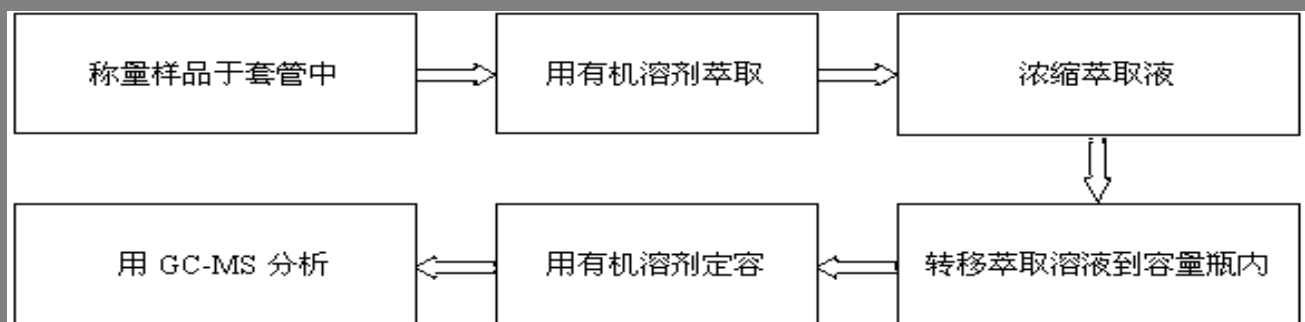 称量样品于套管中
用有机溶剂萃取
浓缩萃取液
转移萃取溶液到容量瓶内
用有机溶剂定容
用 GC-MS 分析